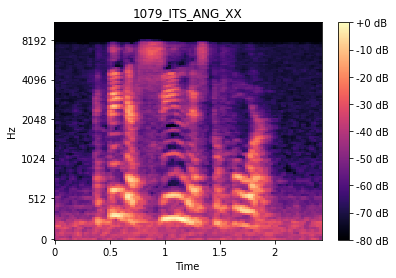 1079_ITS_ANG_XX
Hz
8192
4096
2048
1024
512
0
0
0.5
1
1.5
2
Time
+0 dB
-10 dB
-20 dB
-30 dB
-40 dB
-50 dB
-60 dB
-70 dB
-80 dB